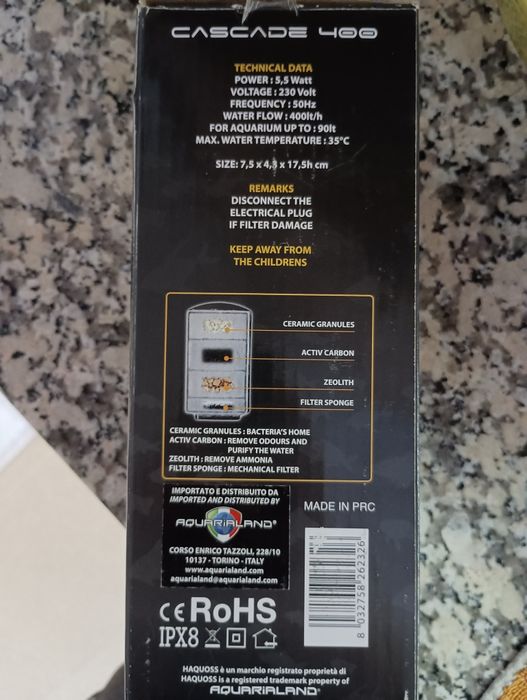 CASCADE 400
TECHNICAL DATA
POWER : 5,5 Watt
VOLTAGE : 230 Volt
FREQUENCY : 50Hz
WATER FLOW : 400lt/h
FOR AQUARIUM UP TO : 90lt
MAX. WATER TEMPERATURE : 35°C
SIZE: 7,5 x 4,3 x 17,5h cm
REMARKS
DISCONNECT THE
ELECTRICAL PLUG
IF FILTER DAMAGE
KEEP AWAY FROM
THE CHILDRENS
CERAMIC GRANULES
ACTIV CARBON
ZEOLITH
FILTER SPONGE
CERAMIC GRANULES : BACTERIA'S HOME
ACTIV CARBON : REMOVE ODOURS AND
PURIFY THE WATER
ZEOLITH : REMOVE AMMONIA
FILTER SPONGE : MECHANICAL FILTER
IMPORTATO E DISTRIBUITO DA
IMPORTED AND DISTRIBUTED BY
AQUARIALAND®
CORSO ENRICO TAZZOLI, 228/10
10137 - TORINO - ITALY
www.aquarialand.com
aquarialand@aquarialand.com
MADE IN PRC
8 032758 262326
CE RoHS
IPX8
HAQUOSS è un marchio registrato proprietà di
HAQUOSS is a registered trademark property of
AQUARIALAND®